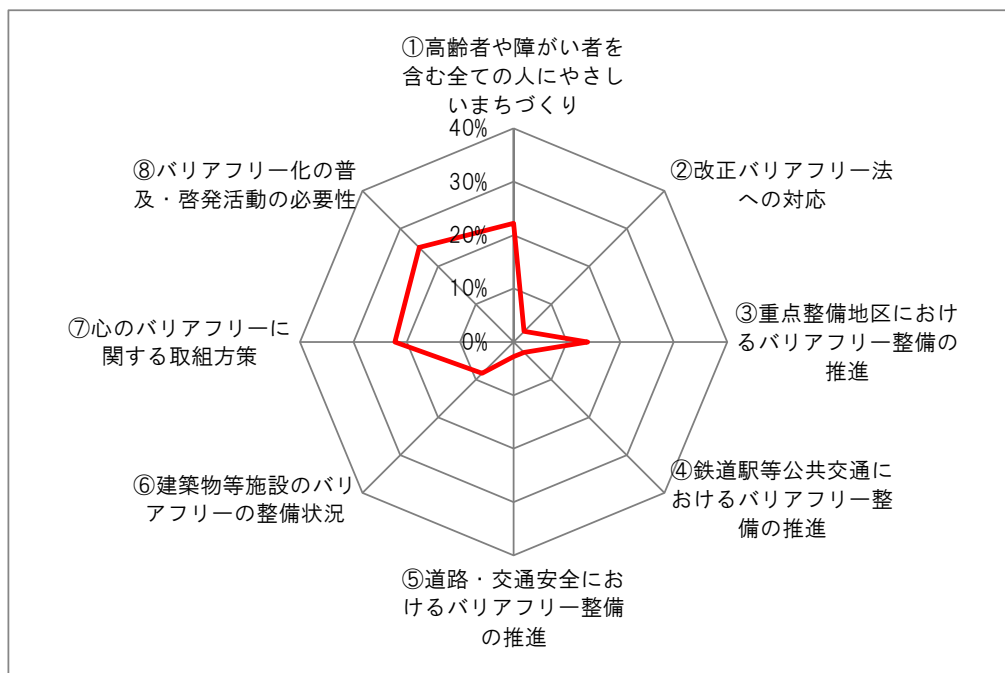 ①高齢者や障がい者を
含む全ての人にやさし
いまちづくり
40%
30%
20%
10%
0%
②改正バリアフリー法
への対応
③重点整備地区におけ
るバリアフリー整備の
推進
④鉄道駅等公共交通に
おけるバリアフリー整
備の推進
⑤道路・交通安全にお
けるバリアフリー整備
の推進
⑥建築物等施設のバリ
アフリーの整備状況
⑦心のバリアフリーに
関する取組方策
⑧バリアフリー化の普
及・啓発活動の必要性